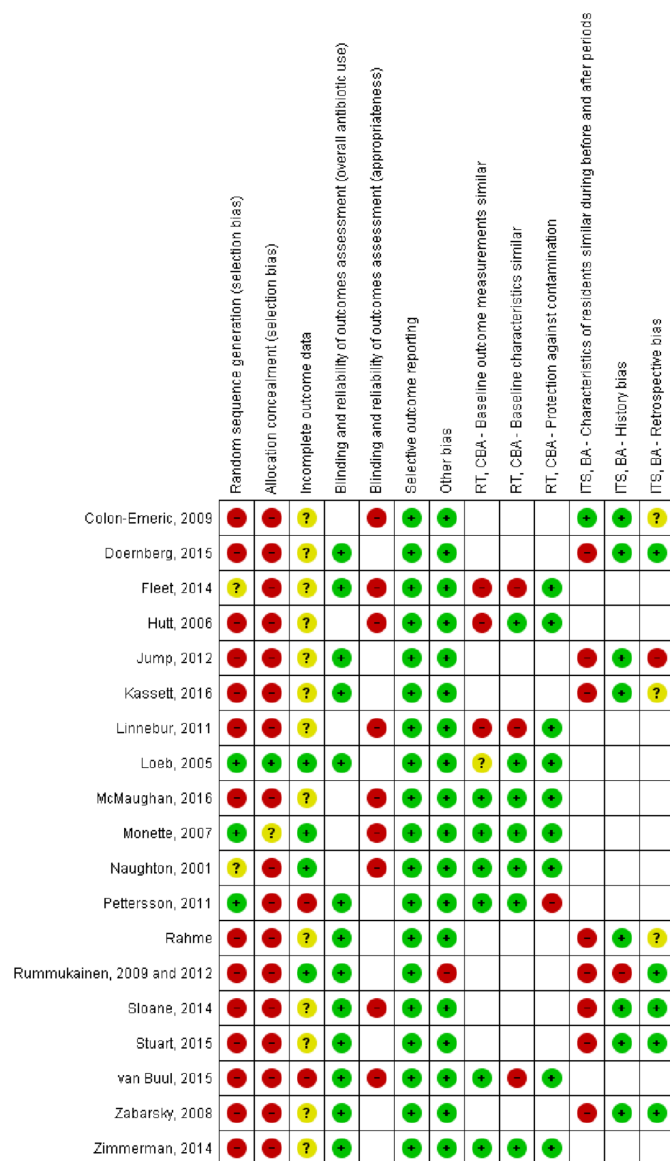 Random sequence generation (selection bias)
Allocation concealment (selection bias)
Incomplete outcome data
Blinding and reliability of outcomes assessment (overall antibiotic use)
Blinding and reliability of outcomes assessment (appropriateness)
Selective outcome reporting
Other bias
RT, CBA - Baseline outcome measurements similar
RT, CBA - Baseline characteristics similar
RT, CBA - Protection against contamination
ITS, BA - Characteristics of residents similar during before and after periods
ITS, BA - History bias
ITS, BA - Retrospective bias
Colon-Emeric, 2009 - - ? - + + + + ?
Doernberg, 2015 - - ? + + + - + +
Fleet, 2014 ? - ? + - + + - - +
Hutt, 2006 - - ? - + + - + +
Jump, 2012 - - ? + + + - + -
Kassett, 2016 - - ? + + + - + ?
Linnebur, 2011 - - ? - + + - - +
Loeb, 2005 + + + + + + ? + +
McMaughan, 2016 - - ? - + + + + +
Monette, 2007 + ? + - + + + + +
Naughton, 2001 ? - + - + + + + +
Pettersson, 2011 + - - + + + + + -
Rahme - - ? + + + - + ?
Rummukainen, 2009 and 2012 - - + + + - - - +
Sloane, 2014 - - ? + - + + - + +
Stuart, 2015 - - ? + + + - + +
van Buul, 2015 - - - + - + + + - +
Zabarsky, 2008 - - ? + + + - + +
Zimmerman, 2014 - - ? + + + + + +